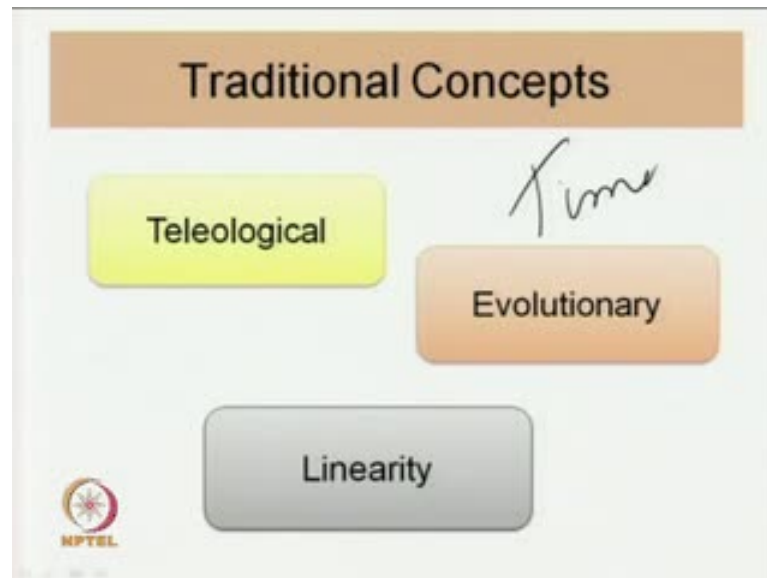 Traditional Concepts
Time
Teleological
Evolutionary
Linearity
NPTEL